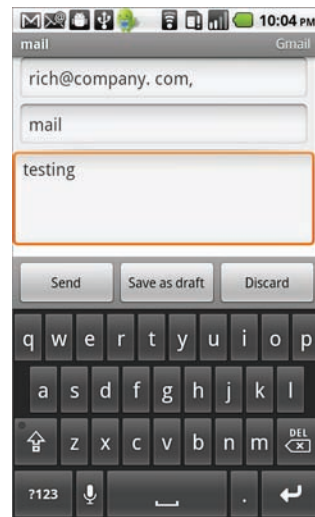 10:04 PM
mail Gmail
rich@company. com,
mail
testing
Send Save as draft Discard
q w e r t y u i o p
a s d f g h j k l
z x c v b n m DEL
?123 .